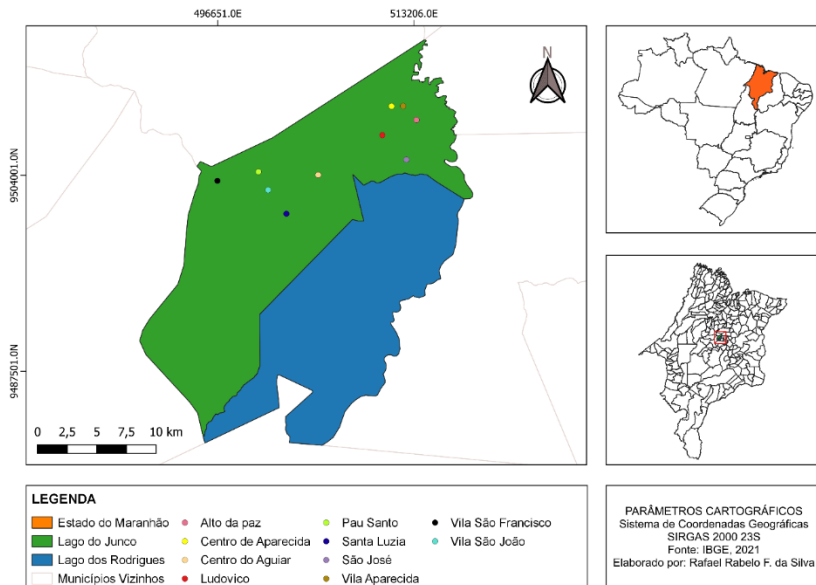 496651.0E
513206.0E
N
9504001.0N
9487501.0N
0 2,5 5 7,5 10 km
LEGENDA
Estado do Maranhão
Lago do Junco
Lago dos Rodrigues
Municípios Vizinhos
Alto da paz
Centro de Aparecida
Centro do Aguiar
Ludovico
Pau Santo
Santa Luzia
São José
Vila Aparecida
Vila São Francisco
Vila São João
PARÂMETROS CARTOGRÁFICOS
Sistema de Coordenadas Geográficas
SIRGAS 2000 23S
Fonte: IBGE, 2021
Elaborado por: Rafael Rabelo F. da Silva